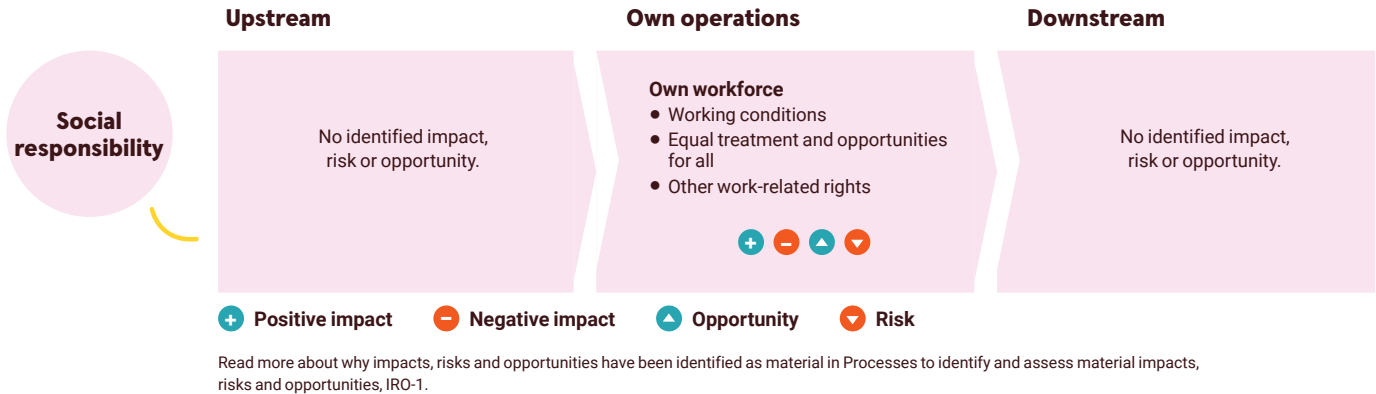 Upstream
Own operations
Downstream
Social
responsibility
No identified impact,
risk or opportunity.
Own workforce
• Working conditions
• Equal treatment and opportunities
for all
• Other work-related rights
No identified impact,
risk or opportunity.
Positive impact
Negative impact
Opportunity
Risk
Read more about why impacts, risks and opportunities have been identified as material in Processes to identify and assess material impacts,
risks and opportunities, IRO-1.